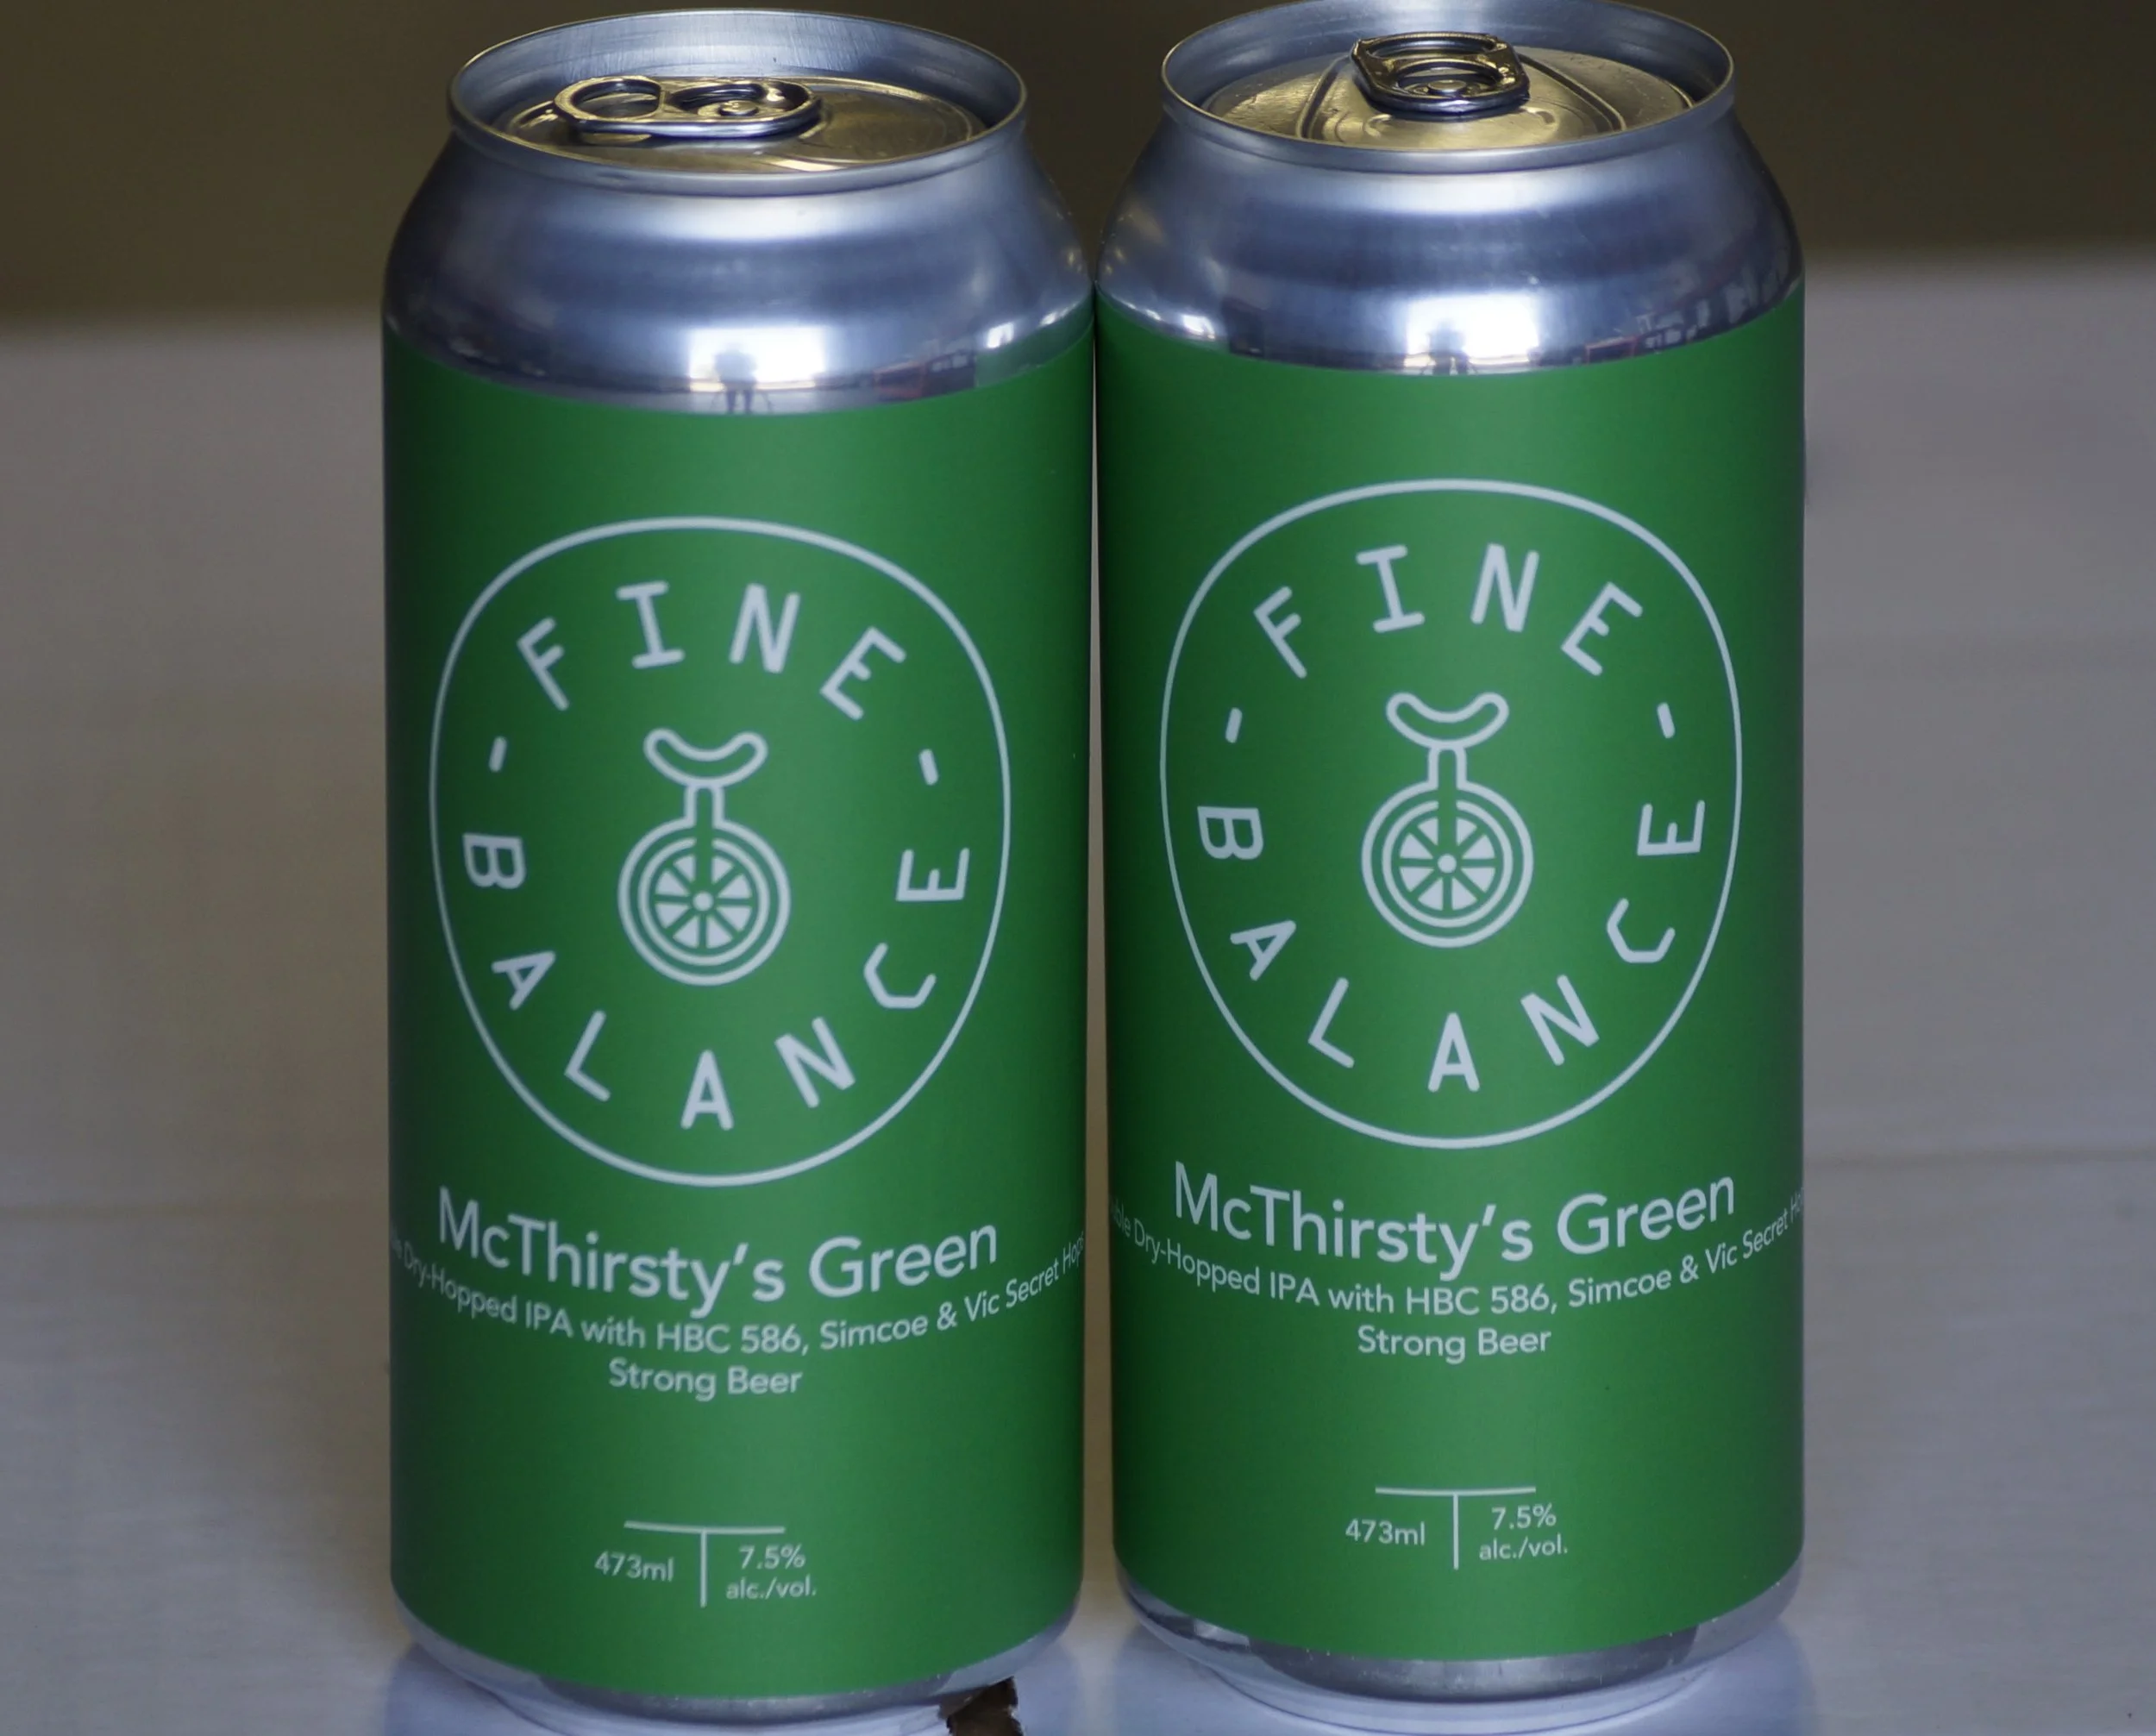 - FINE -
BALANCE
McThirsty's Green
Dry-Hopped IPA with HBC 586, Simcoe & Vic Secret Hops
Strong Beer
473ml
7.5%
alc./vol.
- FINE -
BALANCE
McThirsty's Green
Dry-Hopped IPA with HBC 586, Simcoe & Vic Secret
Strong Beer
473ml
7.5%
alc./vol.